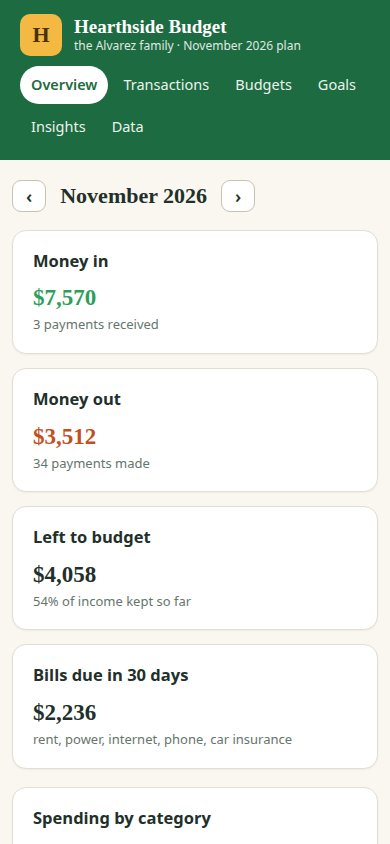 H
Hearthside Budget
the Alvarez family · November 2026 plan
Overview Transactions Budgets Goals
Insights Data
‹ November 2026 ›
Money in
$7,570
3 payments received
Money out
$3,512
34 payments made
Left to budget
$4,058
54% of income kept so far
Bills due in 30 days
$2,236
rent, power, internet, phone, car insurance
Spending by category